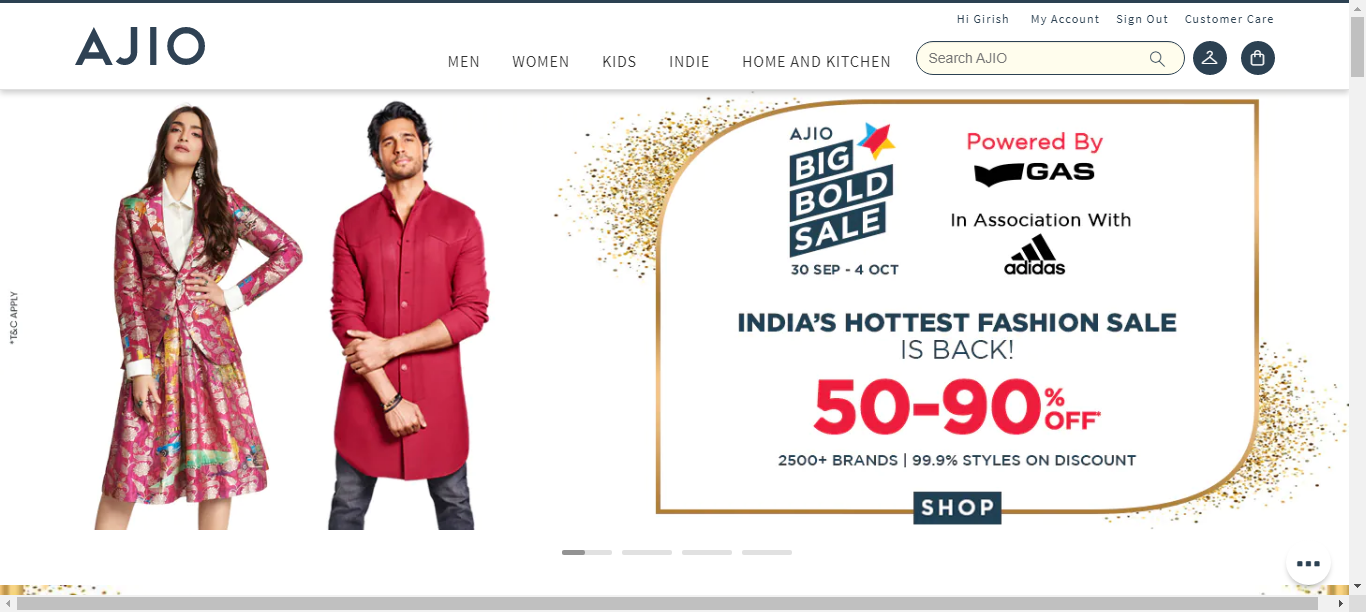 Hi Girish My Account Sign Out Customer Care
AJIO
MEN WOMEN KIDS INDIE HOME AND KITCHEN
Search AJIO
*T&C APPLY
AJIO
BIG
BOLD
SALE
30 SEP - 4 OCT
Powered By
GAS
In Association With
adidas
INDIA'S HOTTEST FASHION SALE
IS BACK!
50-90% OFF*
2500+ BRANDS | 99.9% STYLES ON DISCOUNT
SHOP